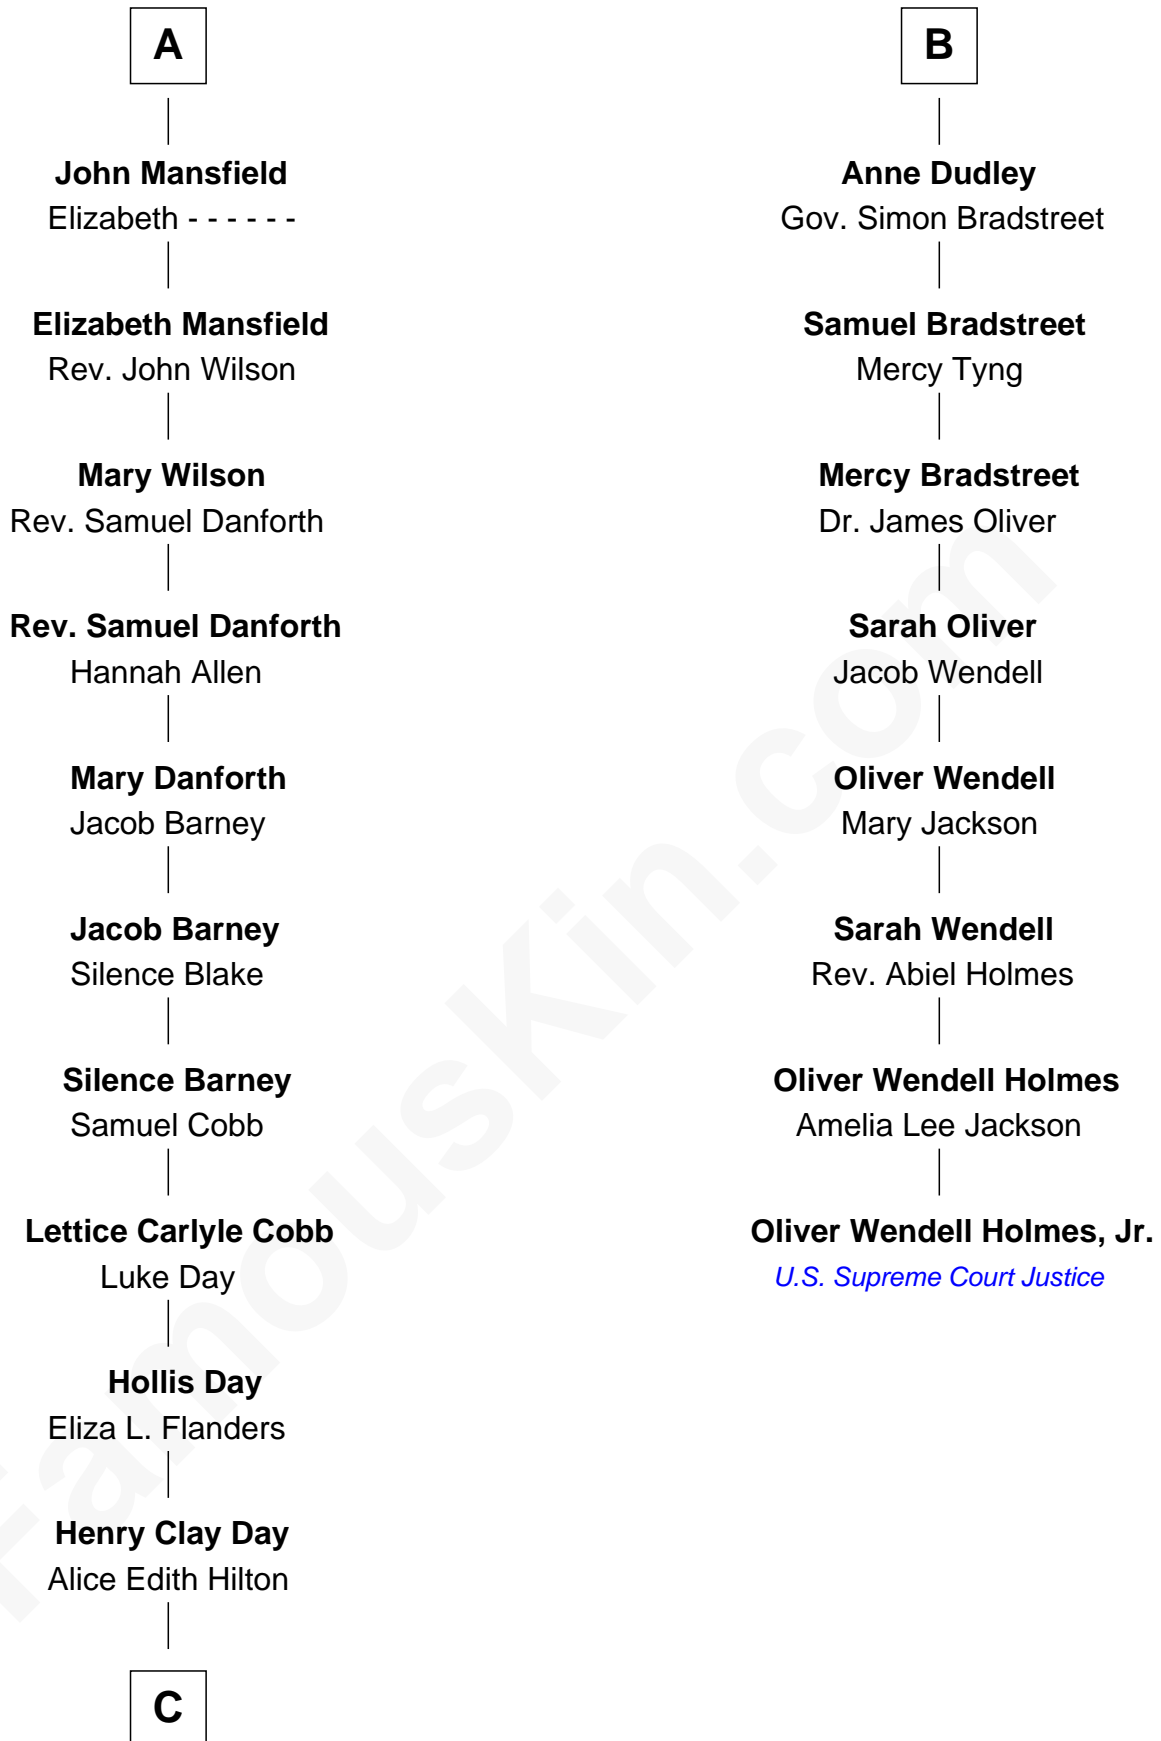 A
John Mansfield
Elizabeth - - - - - -
Elizabeth Mansfield
Rev. John Wilson
Mary Wilson
Rev. Samuel Danforth
Rev. Samuel Danforth
Hannah Allen
Mary Danforth
Jacob Barney
Jacob Barney
Silence Blake
Silence Barney
Samuel Cobb
Lettice Carlyle Cobb
Luke Day
Hollis Day
Eliza L. Flanders
Henry Clay Day
Alice Edith Hilton
C
B
Anne Dudley
Gov. Simon Bradstreet
Samuel Bradstreet
Mercy Tyng
Mercy Bradstreet
Dr. James Oliver
Sarah Oliver
Jacob Wendell
Oliver Wendell
Mary Jackson
Sarah Wendell
Rev. Abiel Holmes
Oliver Wendell Holmes
Amelia Lee Jackson
Oliver Wendell Holmes, Jr.
U.S. Supreme Court Justice
FamousKin.com